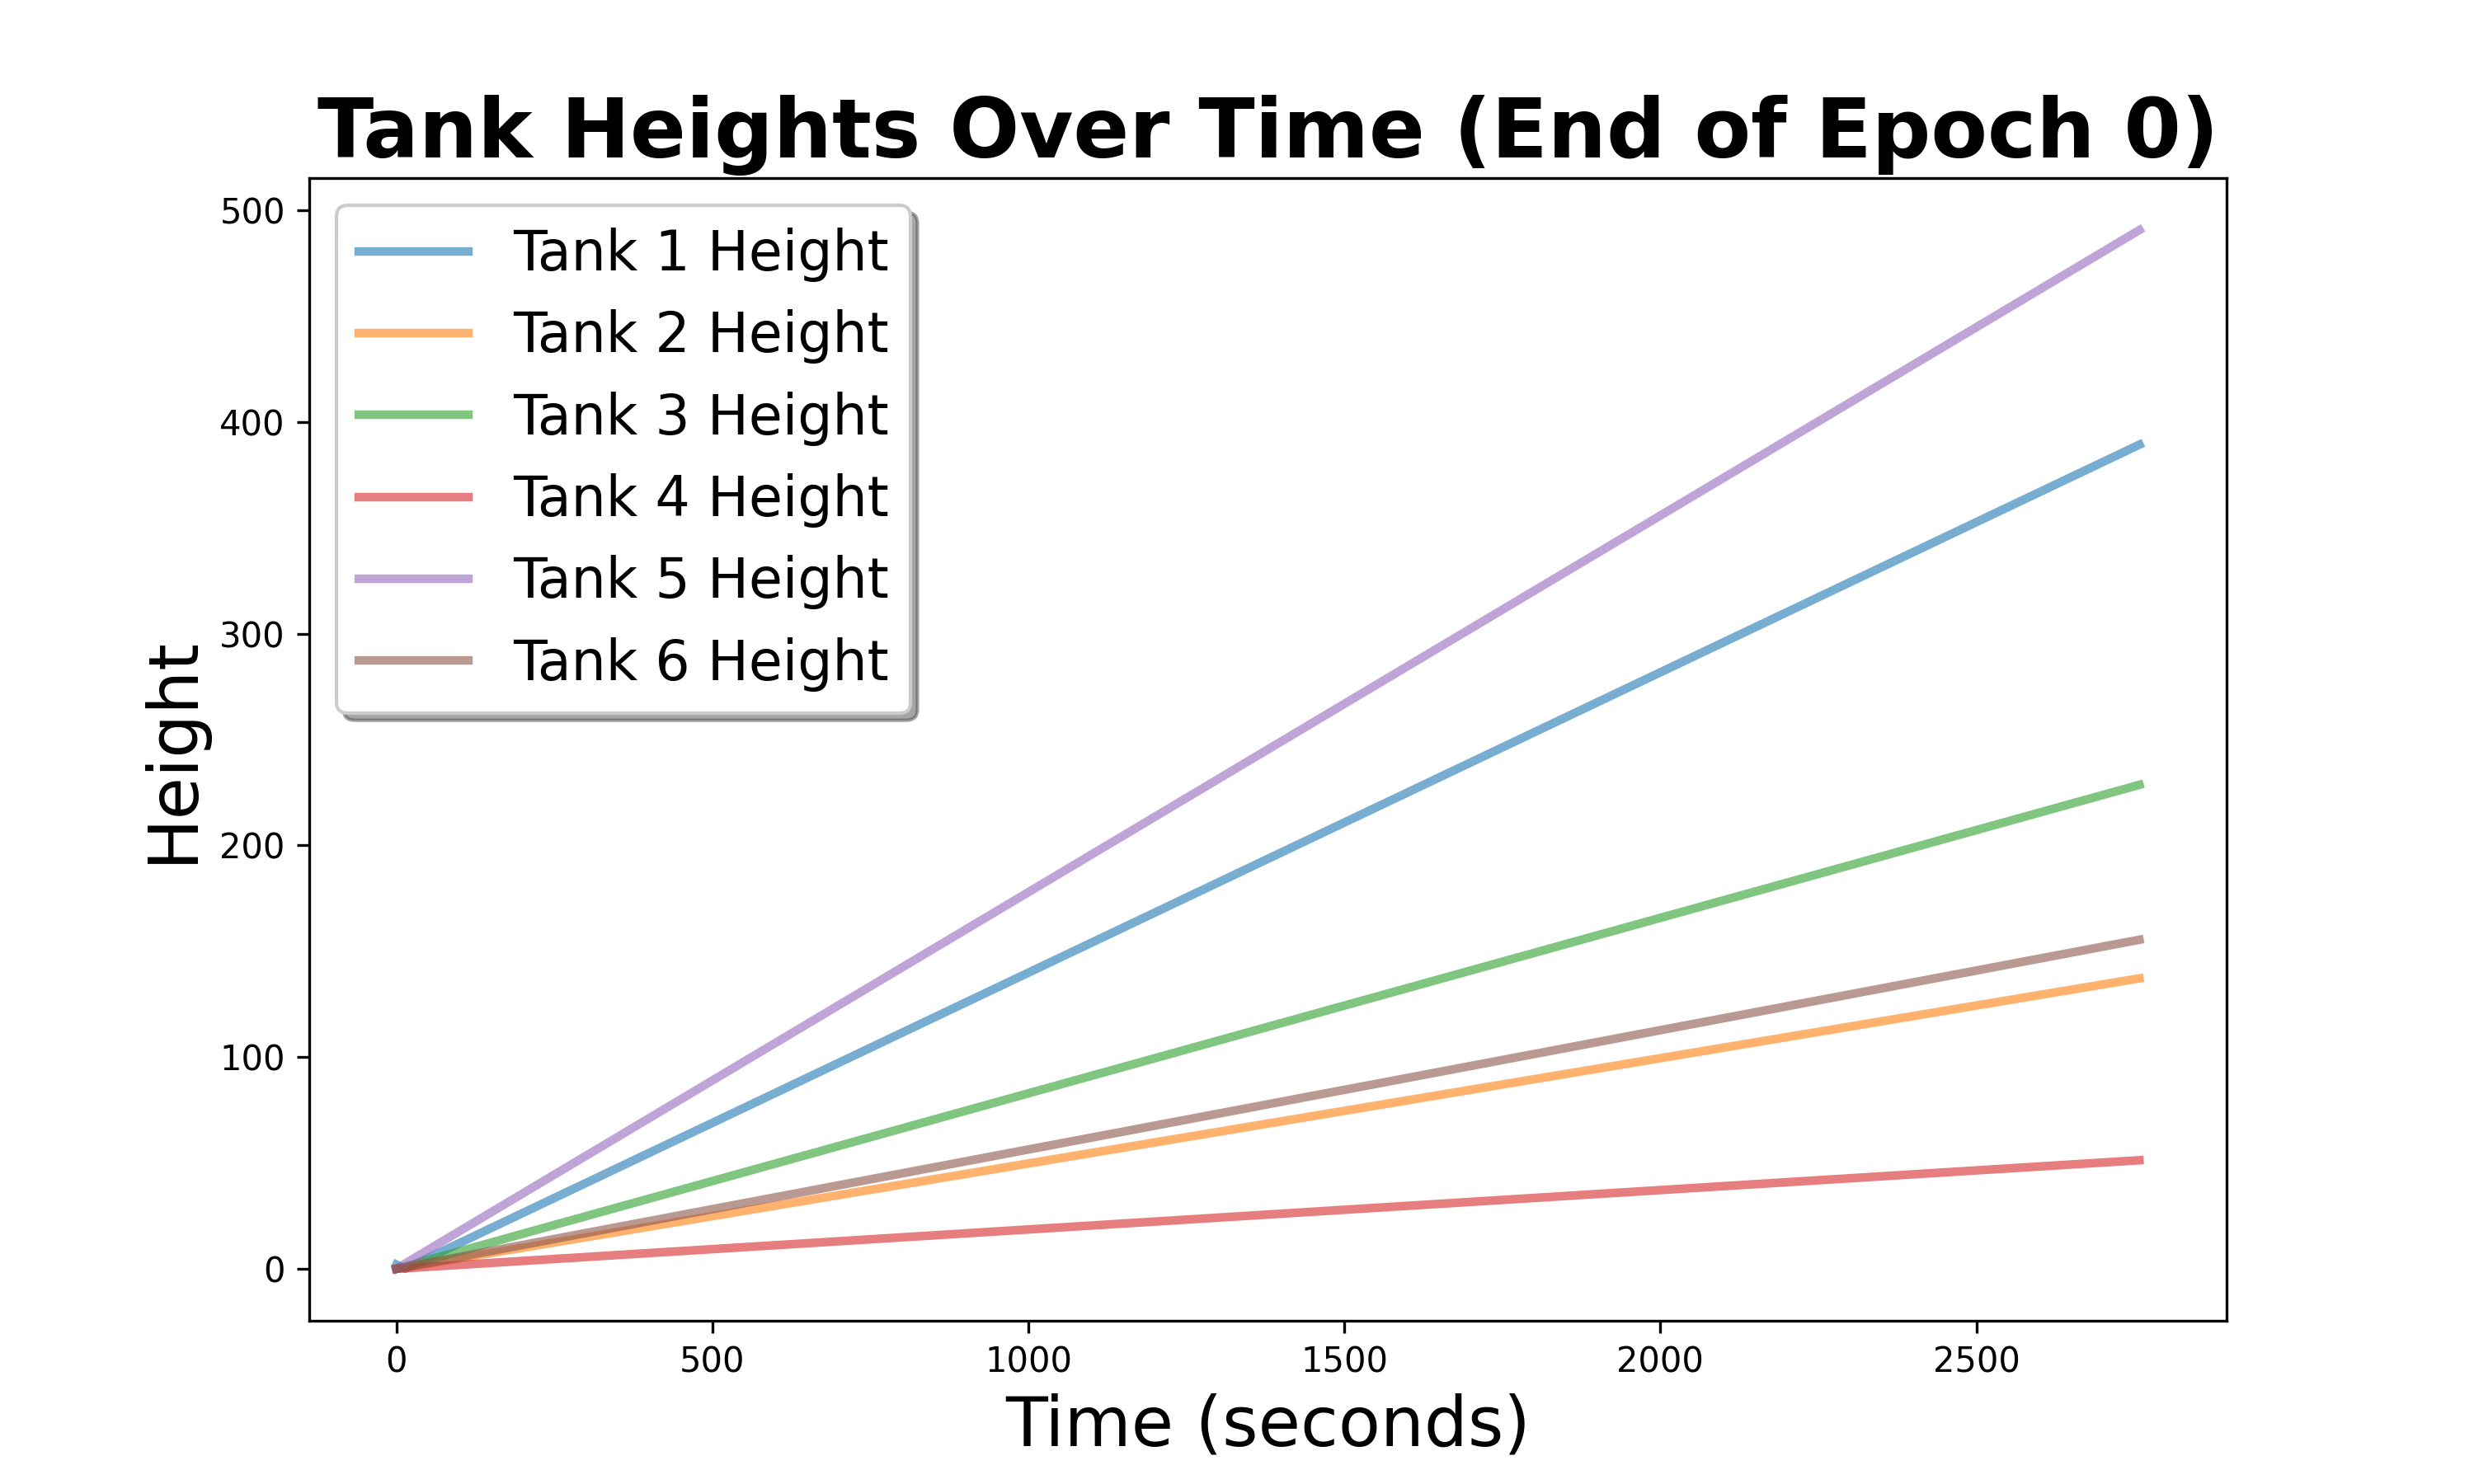 Tank Heights Over Time (End of Epoch 0)
500
400
300
200
100
0
Height
Tank 1 Height
Tank 2 Height
Tank 3 Height
Tank 4 Height
Tank 5 Height
Tank 6 Height
0 500 1000 1500 2000 2500
Time (seconds)